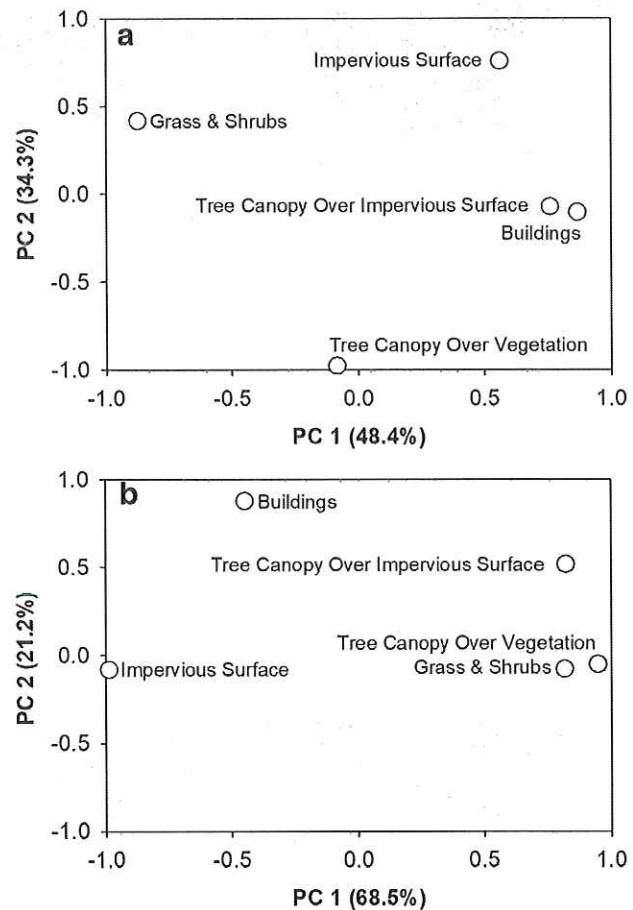 a
1.0
0.5
0.0
-0.5
-1.0
PC 2 (34.3%)
Impervious Surface
Grass & Shrubs
Tree Canopy Over Impervious Surface
Buildings
Tree Canopy Over Vegetation
-1.0 -0.5 0.0 0.5 1.0
PC 1 (48.4%)
b
1.0
0.5
0.0
-0.5
-1.0
PC 2 (21.2%)
Buildings
Tree Canopy Over Impervious Surface
Tree Canopy Over Vegetation
Impervious Surface
Grass & Shrubs
-1.0 -0.5 0.0 0.5 1.0
PC 1 (68.5%)